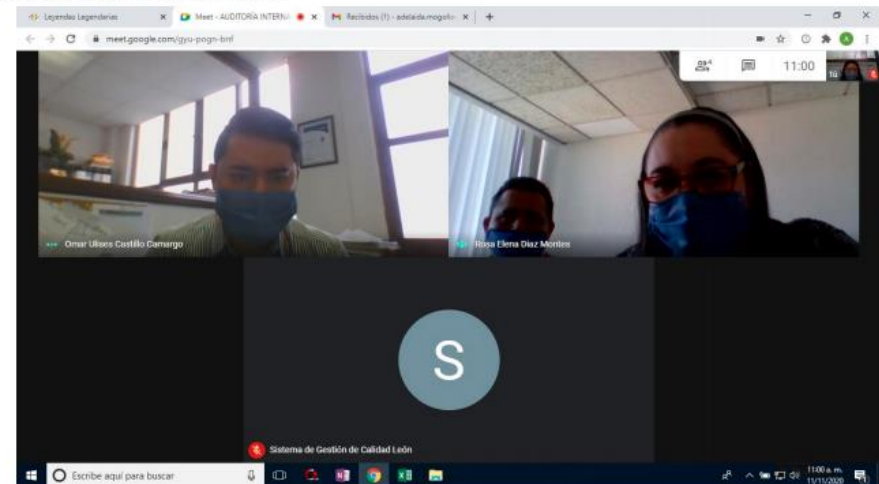 Leyendas Legendarias
Meet - AUDITORÍA INTERNA
Recibidos (1) - adelaida.mogollo
meet.google.com/gyu-pogn-bnf
11:00
Tú
Omar Ulises Castillo Camargo
Rosa Elena Diaz Montes
S
Sistema de Gestión de Calidad León
Escribe aquí para buscar
11:00 a. m.
11/11/2020